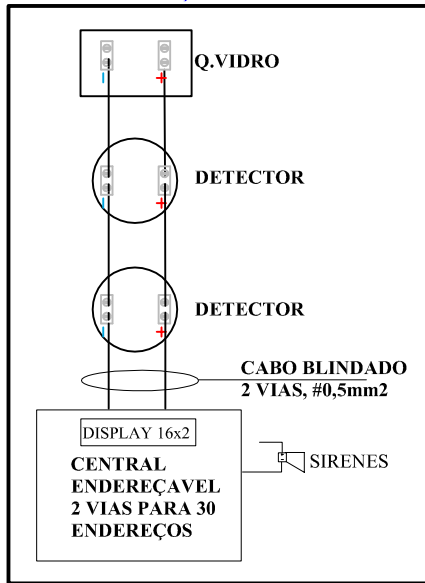 Q.VIDRO
- +
DETECTOR
- +
DETECTOR
- +
CABO BLINDADO
2 VIAS, #0,5mm2
DISPLAY 16x2
CENTRAL
ENDEREÇAVEL
2 VIAS PARA 30
ENDEREÇOS
SIRENES